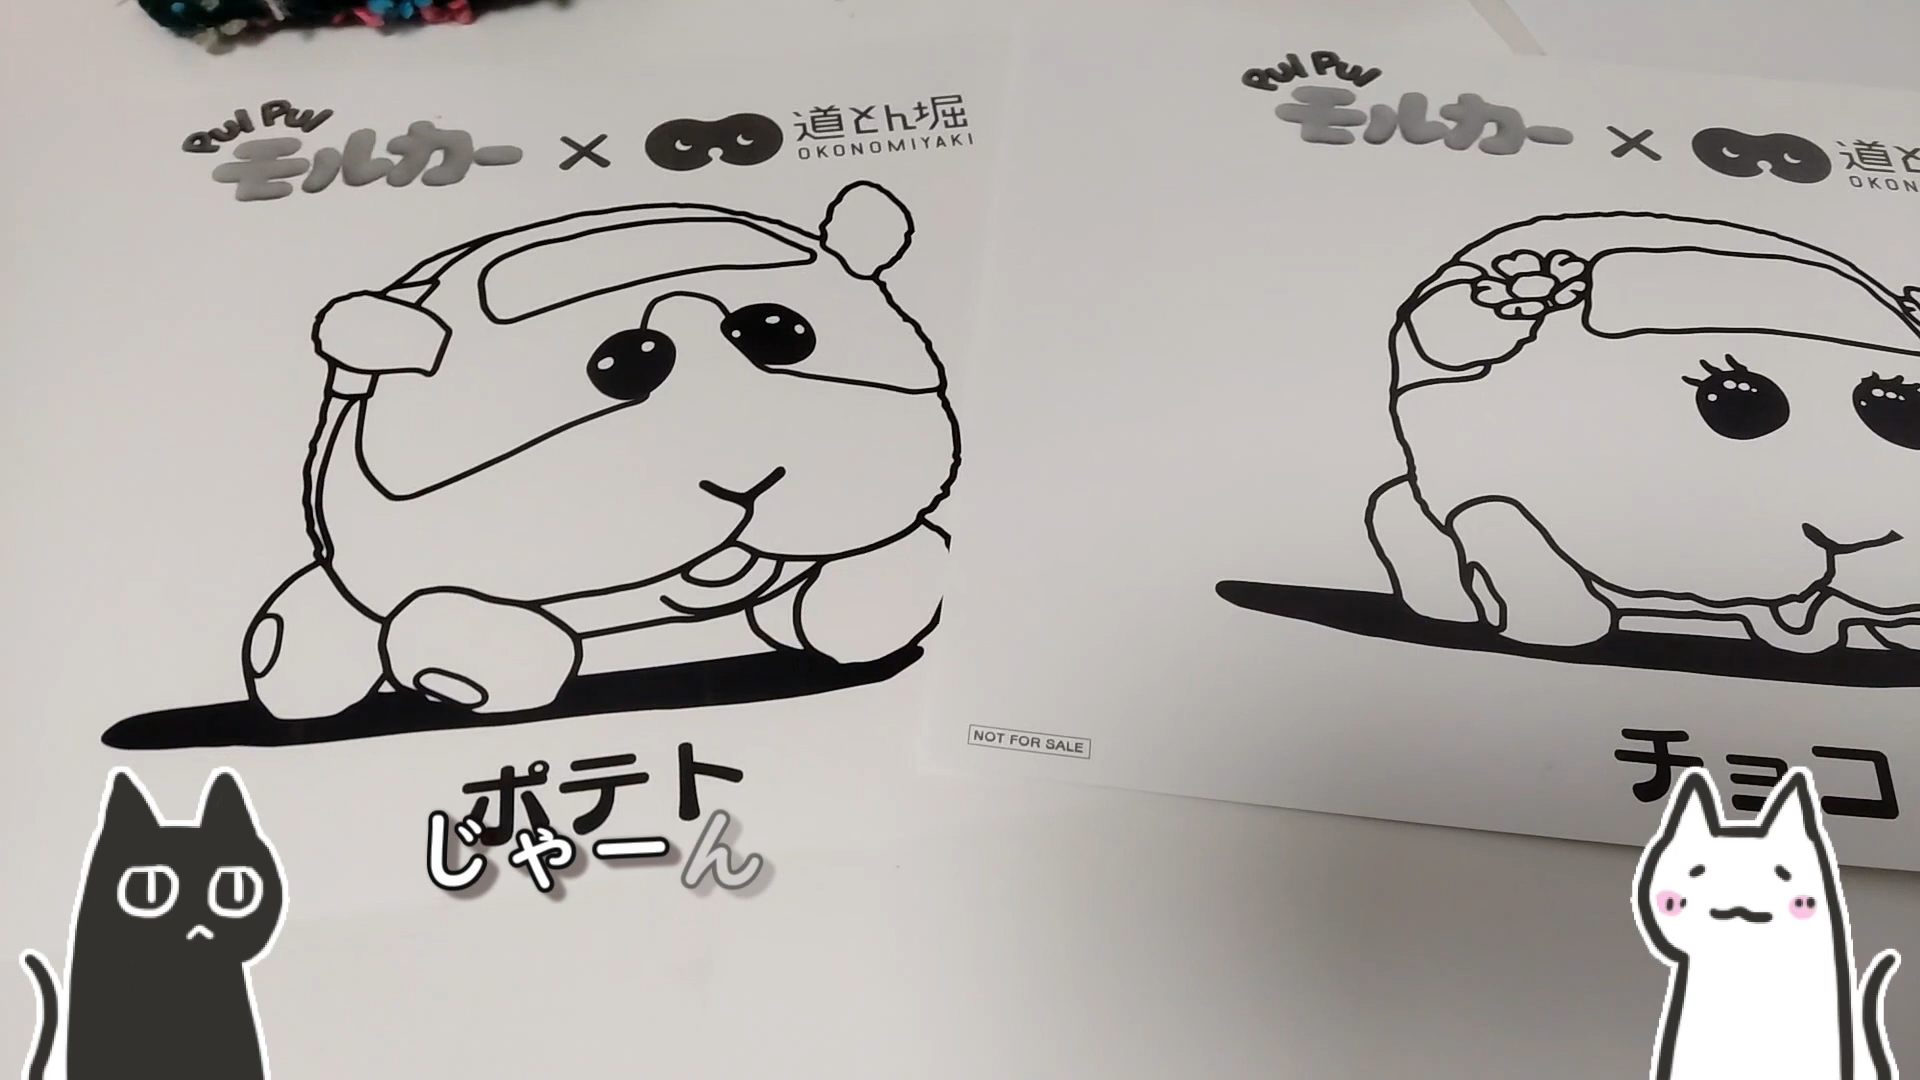 PUI PUI
モルカー × 道とん堀
OKONOMIYAKI
ポテト
じゃーん
PUI PUI
モルカー × 道と
OKON
NOT FOR SALE
チョコ